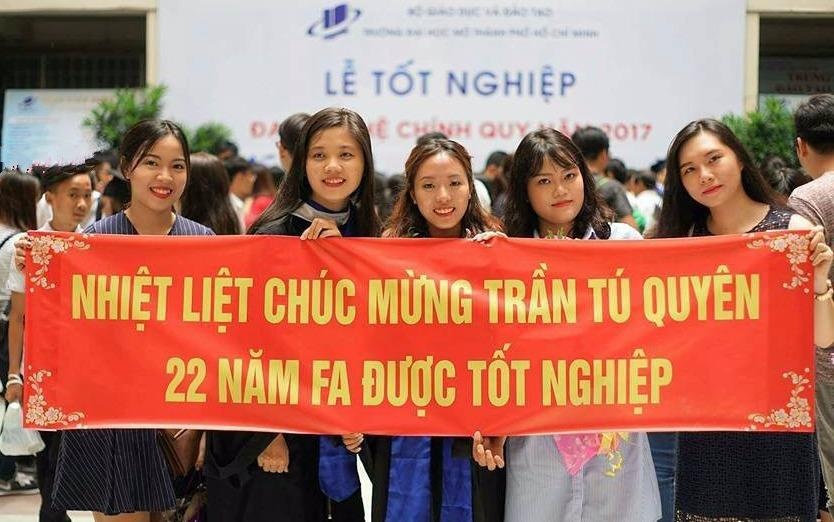 BỘ GIÁO DỤC VÀ ĐÀO TẠO
TRƯỜNG ĐẠI HỌC MỞ THÀNH PHỐ HỒ CHÍ MINH
LỄ TỐT NGHIỆP
HỆ CHÍNH QUY NĂM 2017
NHIỆT LIỆT CHÚC MỪNG TRẦN TÚ QUYÊN
22 NĂM FA ĐƯỢC TỐT NGHIỆP